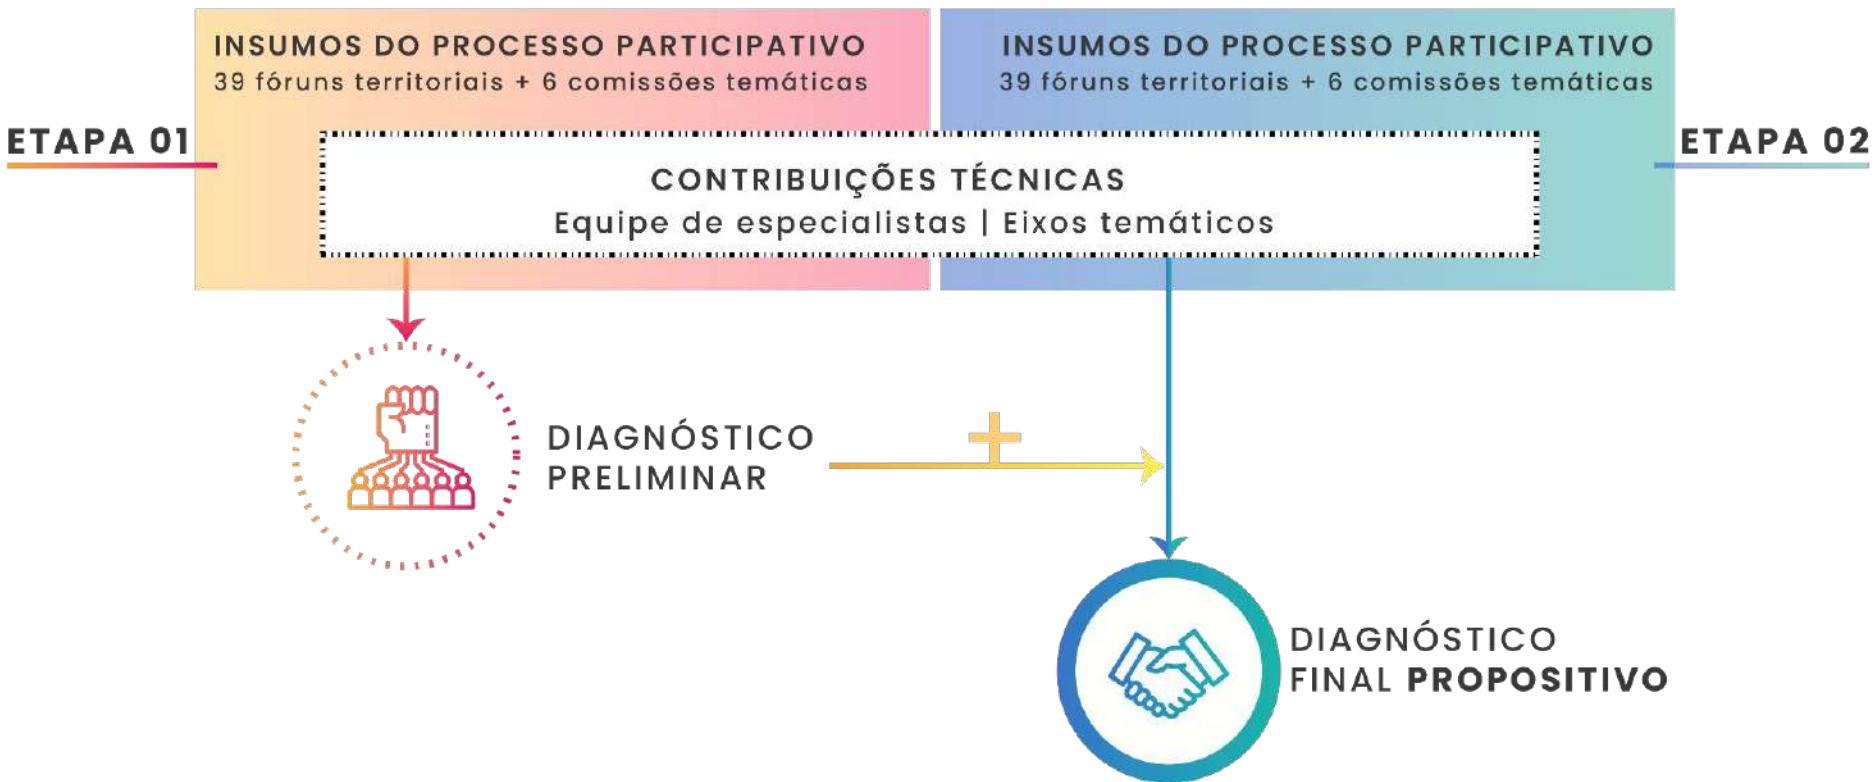 INSUMOS DO PROCESSO PARTICIPATIVO
39 fóruns territoriais + 6 comissões temáticas
INSUMOS DO PROCESSO PARTICIPATIVO
39 fóruns territoriais + 6 comissões temáticas
ETAPA 01
ETAPA 02
CONTRIBUIÇÕES TÉCNICAS
Equipe de especialistas | Eixos temáticos
DIAGNÓSTICO
PRELIMINAR
DIAGNÓSTICO
FINAL PROPOSITIVO